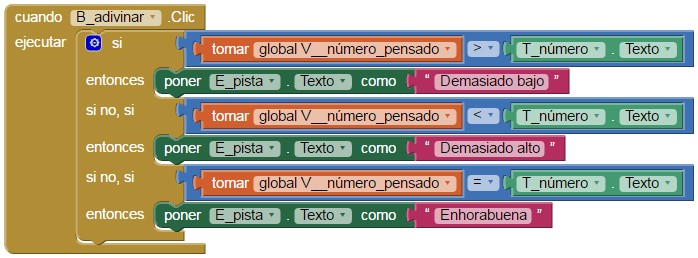 cuando B_adivinar .Clic
ejecutar si tomar global V__número_pensado > T_número . Texto
entonces poner E_pista . Texto como " Demasiado bajo "
si no, si tomar global V__número_pensado < T_número . Texto
entonces poner E_pista . Texto como " Demasiado alto "
si no, si tomar global V__número_pensado = T_número . Texto
entonces poner E_pista . Texto como " Enhorabuena "